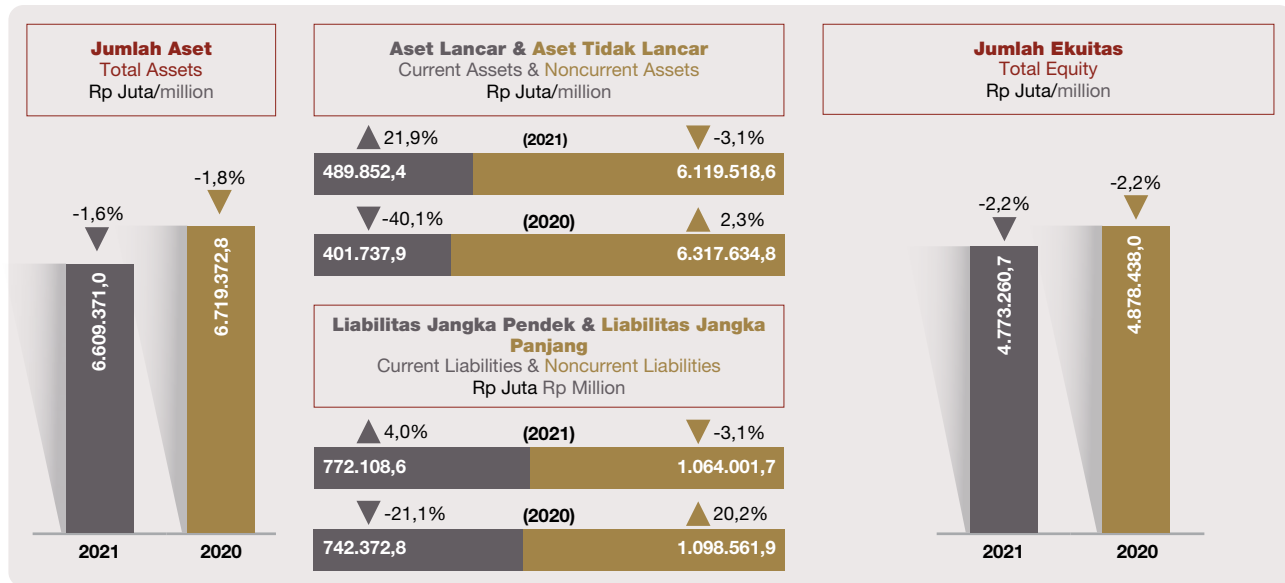 Jumlah Aset
Total Assets
Rp Juta/million
-1,6%
6.609.371,0
2021
-1,8%
6.719.372,8
2020
Aset Lancar & Aset Tidak Lancar
Current Assets & Noncurrent Assets
Rp Juta/million
21,9% (2021) -3,1%
489.852,4 6.119.518,6
-40,1% (2020) 2,3%
401.737,9 6.317.634,8
Liabilitas Jangka Pendek & Liabilitas Jangka
Panjang
Current Liabilities & Noncurrent Liabilities
Rp Juta Rp Million
4,0% (2021) -3,1%
772.108,6 1.064.001,7
-21,1% (2020) 20,2%
742.372,8 1.098.561,9
Jumlah Ekuitas
Total Equity
Rp Juta/million
-2,2%
4.773.260,7
2021
-2,2%
4.878.438,0
2020